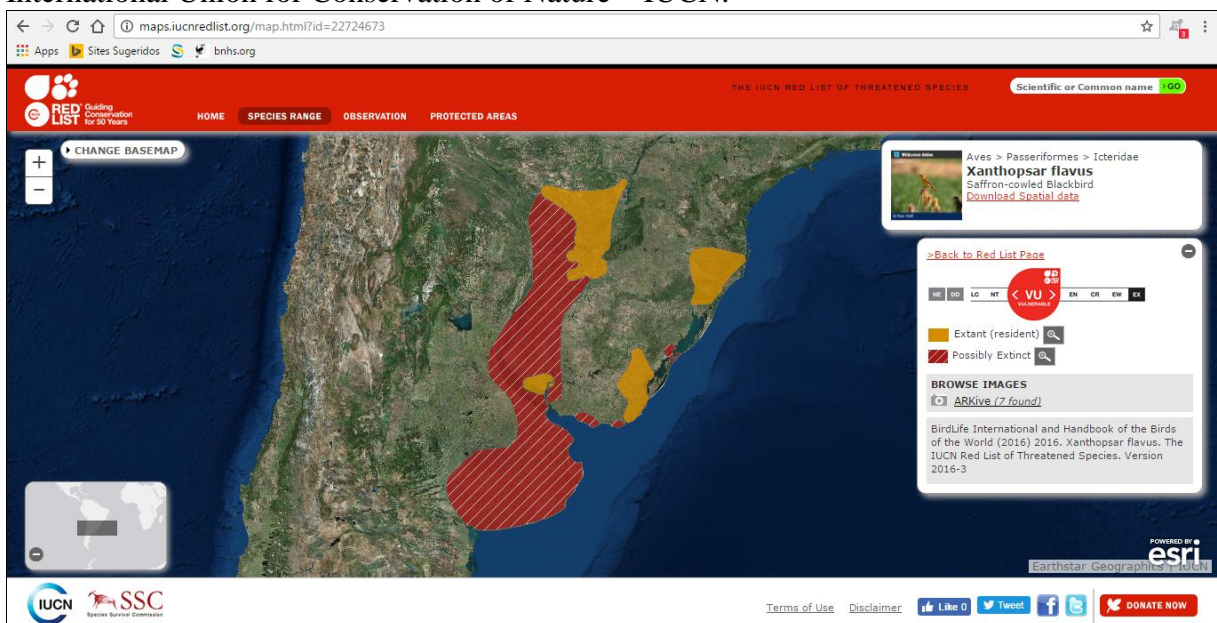 International Union for Conservation of Nature – IUCN.
maps.iucnredlist.org/map.html?id=22724673
Apps Sites Sugeridos bnhs.org
3
THE IUCN RED LIST OF THREATENED SPECIES
Scientific or Common name >GO
RED LIST Guiding Conservation for 50 Years
HOME SPECIES RANGE OBSERVATION PROTECTED AREAS
+
CHANGE BASEMAP
−
Aves > Passeriformes > Icteridae
Xanthopsar flavus
Saffron-cowled Blackbird
Download Spatial data
>Back to Red List Page
NE DD LC NT < VU > EN CR EW EX
VULNERABLE
Extant (resident)
Possibly Extinct
BROWSE IMAGES
ARKive (7 found)
BirdLife International and Handbook of the Birds
of the World (2016) 2016. Xanthopsar flavus. The
IUCN Red List of Threatened Species. Version
2016-3
POWERED BY
esri
Earthstar Geographics | IUCN
IUCN SSC
Species Survival Commission
Terms of Use Disclaimer Like 0 Tweet DONATE NOW